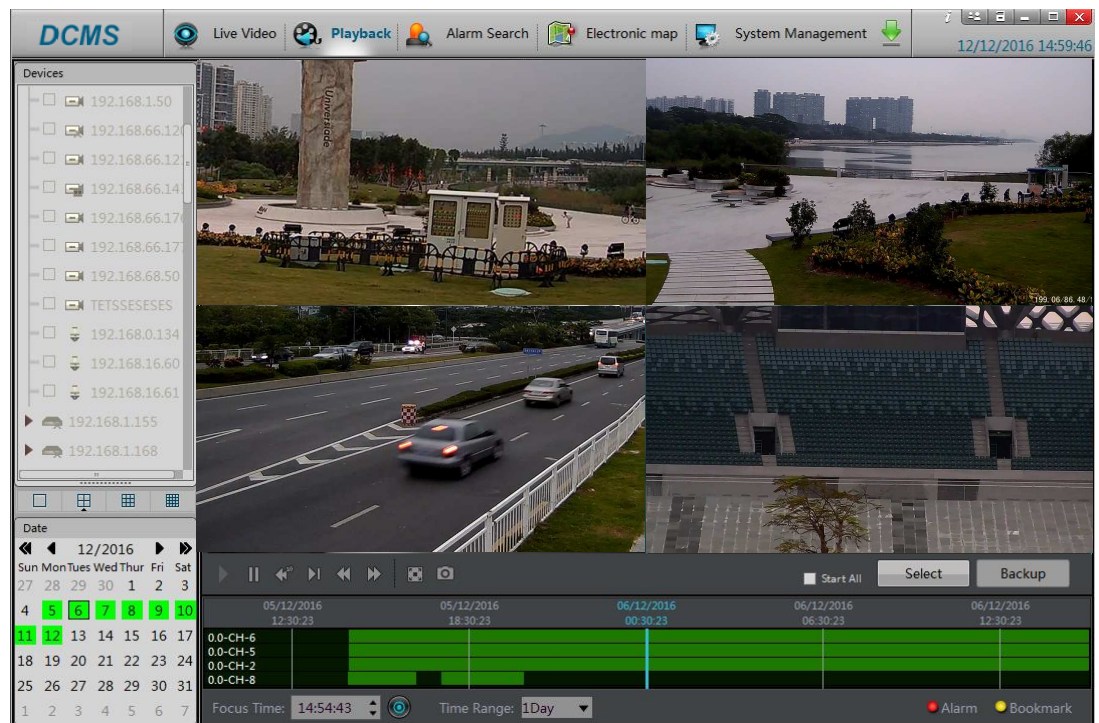 DCMS
Live Video
Playback
Alarm Search
Electronic map
System Management
12/12/2016 14:59:46
Devices
192.168.1.50
192.168.66.120
192.168.66.14
192.168.66.170
192.168.66.177
192.168.68.50
TETSSESESES
192.168.0.134
192.168.16.60
192.168.16.61
192.168.1.155
192.168.1.168
Universiade
199.06/86.48/1
Date
12/2016
Sun Mon Tues Wed Thur Fri Sat
27 28 29 30 1 2 3
4 5 6 7 8 9 10
11 12 13 14 15 16 17
18 19 20 21 22 23 24
25 26 27 28 29 30 31
1 2 3 4 5 6 7
Start All
Select
Backup
05/12/2016 05/12/2016 06/12/2016 06/12/2016 06/12/2016
12:30:23 18:30:23 00:30:23 06:30:23 12:30:23
0.0-CH-6
0.0-CH-5
0.0-CH-2
0.0-CH-8
Focus Time: 14:54:43 Time Range: 1Day
Alarm Bookmark